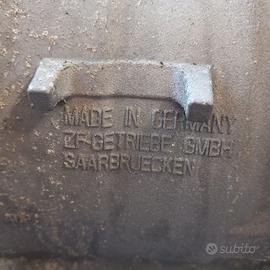 MADE IN GERMANY
ZF-GETRIEBE GMBH
SAARBRUECKEN
subito